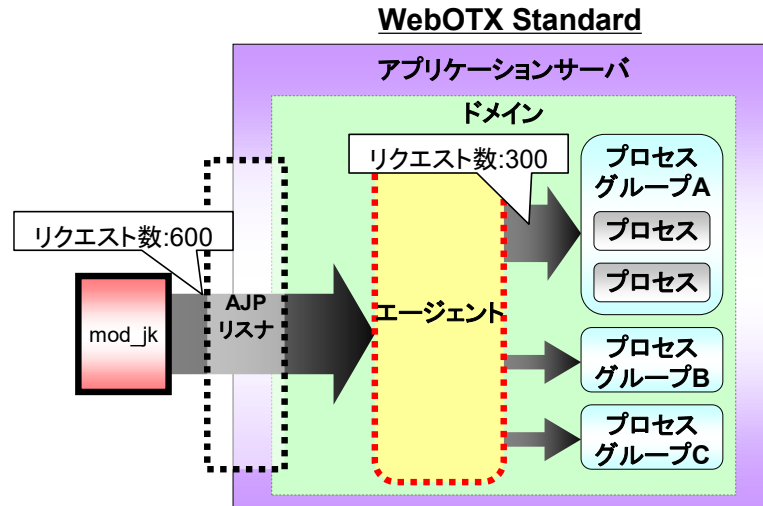 WebOTX Standard
アプリケーションサーバ
ドメイン
リクエスト数:300
プロセス
グループA
プロセス
プロセス
リクエスト数:600
mod_jk
AJP
リスナ
エージェント
プロセス
グループB
プロセス
グループC